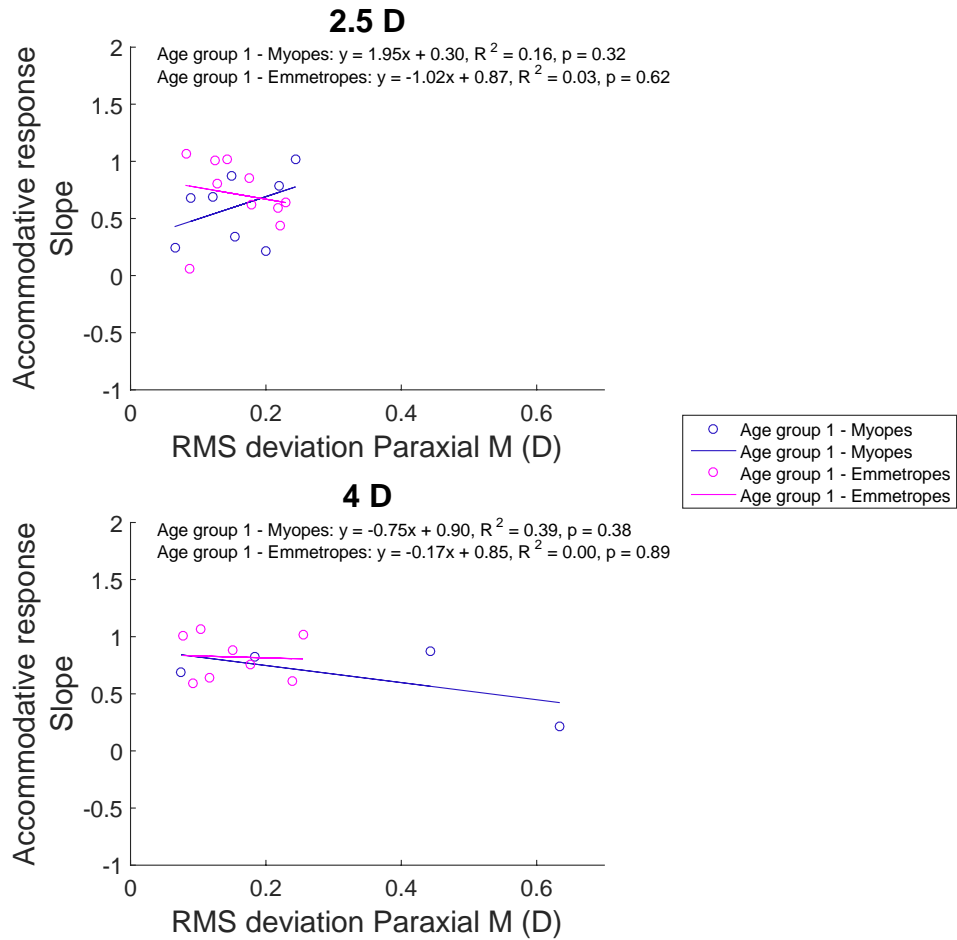 2.5 D
Age group 1 - Myopes: y = 1.95x + 0.30, R² = 0.16, p = 0.32
Age group 1 - Emmetropes: y = -1.02x + 0.87, R² = 0.03, p = 0.62
Accommodative response
Slope
2
1.5
1
0.5
0
-0.5
-1
0 0.2 0.4 0.6
RMS deviation Paraxial M (D)
Age group 1 - Myopes
Age group 1 - Myopes
Age group 1 - Emmetropes
Age group 1 - Emmetropes
4 D
Age group 1 - Myopes: y = -0.75x + 0.90, R² = 0.39, p = 0.38
Age group 1 - Emmetropes: y = -0.17x + 0.85, R² = 0.00, p = 0.89
Accommodative response
Slope
2
1.5
1
0.5
0
-0.5
-1
0 0.2 0.4 0.6
RMS deviation Paraxial M (D)